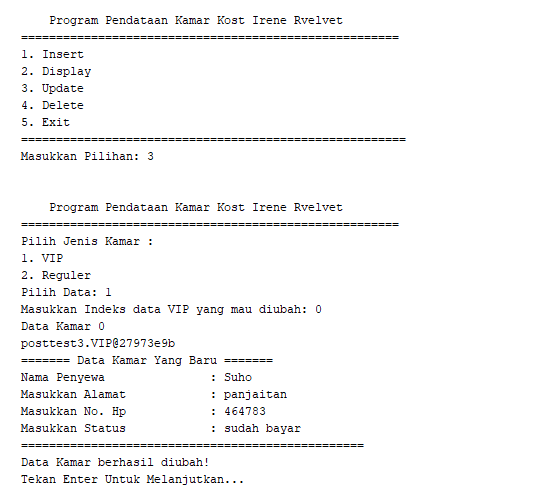 Program Pendataan Kamar Kost Irene Rvelvet
======================================================
1. Insert
2. Display
3. Update
4. Delete
5. Exit
=======================================================
Masukkan Pilihan: 3
Program Pendataan Kamar Kost Irene Rvelvet
======================================================
Pilih Jenis Kamar :
1. VIP
2. Reguler
Pilih Data: 1
Masukkan Indeks data VIP yang mau diubah: 0
Data Kamar 0
posttest3.VIP@27973e9b
======= Data Kamar Yang Baru =======
Nama Penyewa : Suho
Masukkan Alamat : panjaitan
Masukkan No. Hp : 464783
Masukkan Status : sudah bayar
=================================================
Data Kamar berhasil diubah!
Tekan Enter Untuk Melanjutkan...